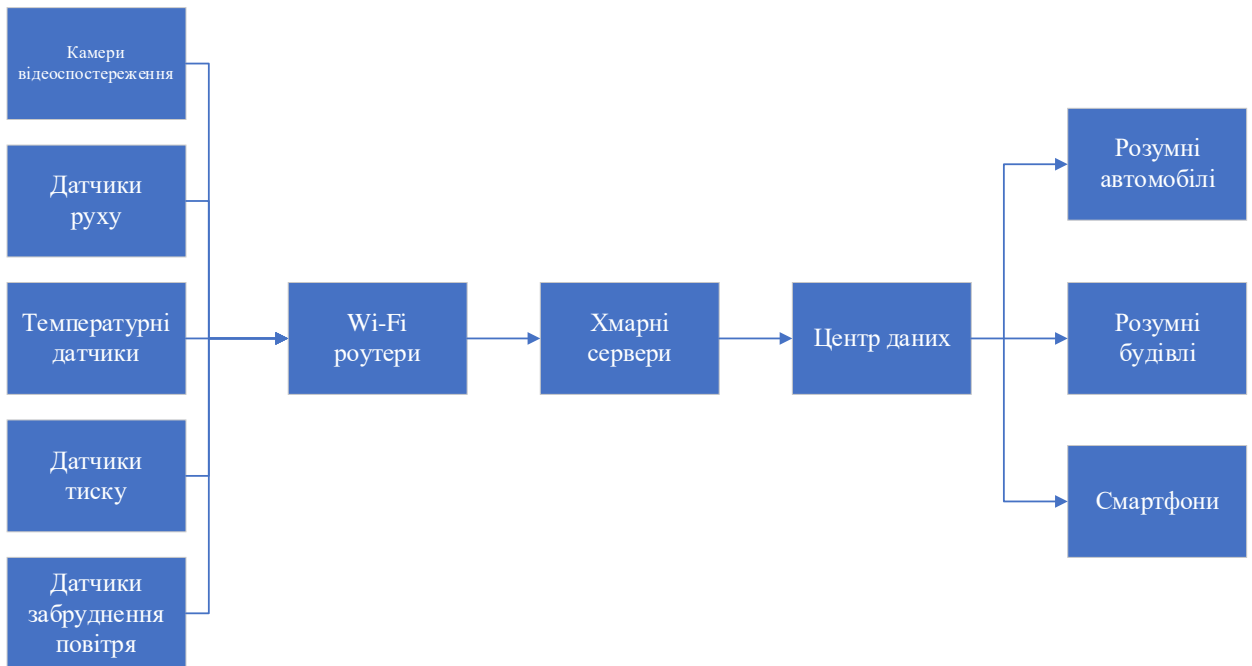 Камери
відеоспостереження
Датчики
руху
Температурні
датчики
Датчики
тиску
Датчики
забруднення
повітря
Wi-Fi
роутери
Хмарні
сервери
Центр даних
Розумні
автомобілі
Розумні
будівлі
Смартфони